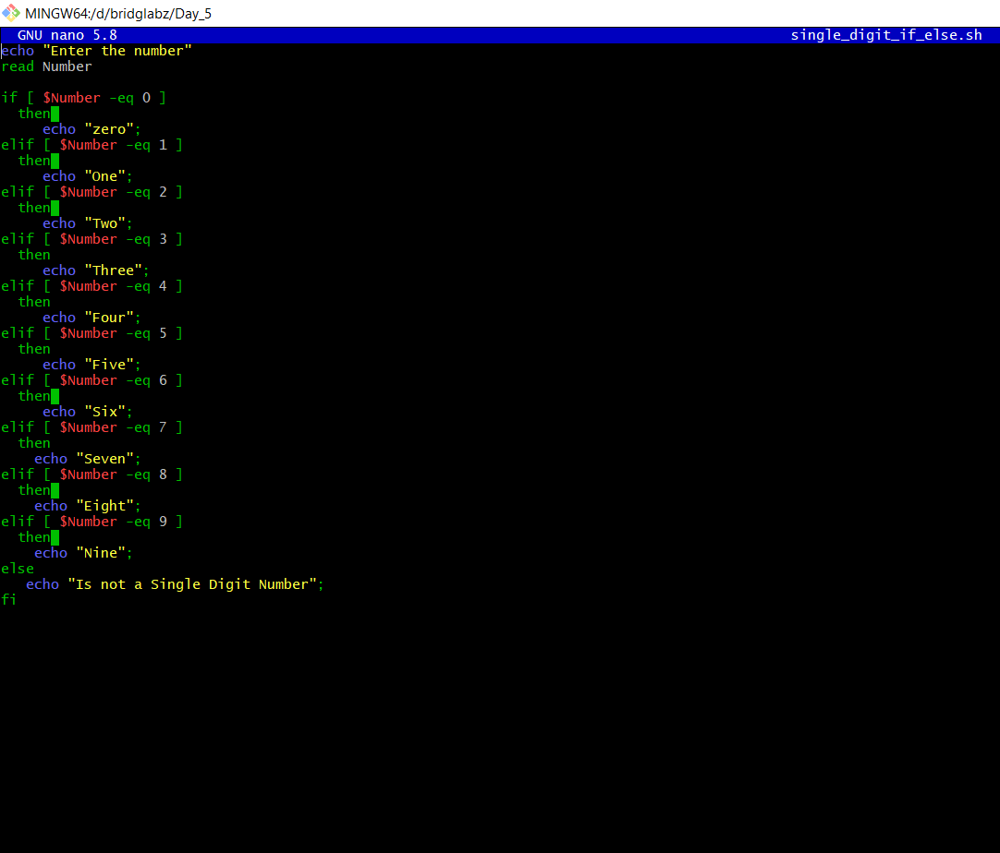 MINGW64:/d/bridglabz/Day_5
GNU nano 5.8 single_digit_if_else.sh
echo "Enter the number"
read Number
if [ $Number -eq 0 ]
then
echo "zero";
elif [ $Number -eq 1 ]
then
echo "One";
elif [ $Number -eq 2 ]
then
echo "Two";
elif [ $Number -eq 3 ]
then
echo "Three";
elif [ $Number -eq 4 ]
then
echo "Four";
elif [ $Number -eq 5 ]
then
echo "Five";
elif [ $Number -eq 6 ]
then
echo "Six";
elif [ $Number -eq 7 ]
then
echo "Seven";
elif [ $Number -eq 8 ]
then
echo "Eight";
elif [ $Number -eq 9 ]
then
echo "Nine";
else
echo "Is not a Single Digit Number";
fi